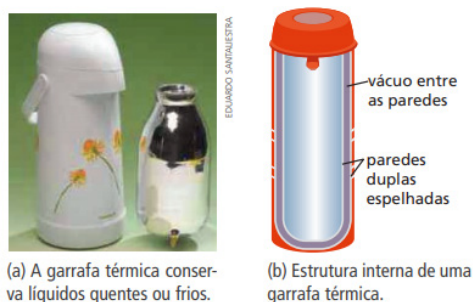 EDUARDO SANTALIESTRA
vácuo entre
as paredes
paredes
duplas
espelhadas
(a) A garrafa térmica conser-
va líquidos quentes ou frios.
(b) Estrutura interna de uma
garrafa térmica.